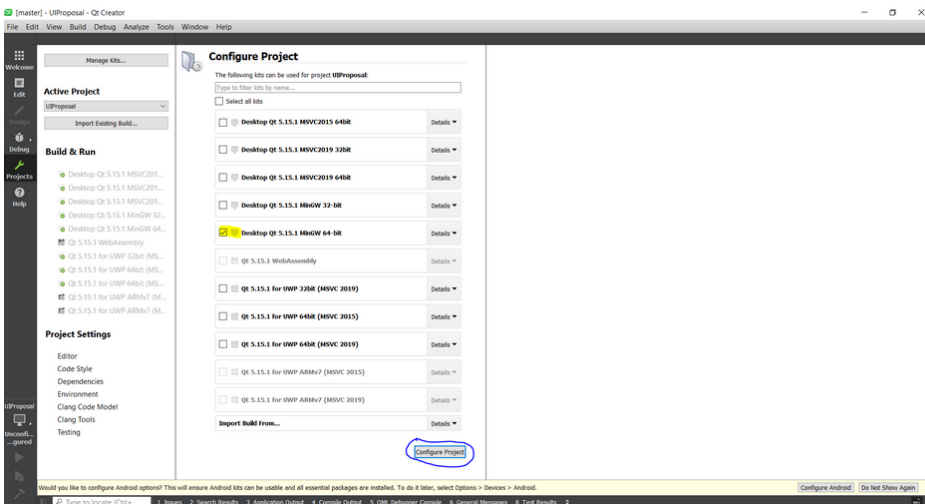 [master] - UIProposal - Qt Creator
File Edit View Build Debug Analyze Tools Window Help
Welcome
Edit
Design
Debug
Projects
Help
UIProposal
Unconfi...
...gured
Manage Kits...
Active Project
UIProposal
Import Existing Build...
Build & Run
Desktop Qt 5.15.1 MSVC201...
Desktop Qt 5.15.1 MSVC201...
Desktop Qt 5.15.1 MSVC201...
Desktop Qt 5.15.1 MinGW 32...
Desktop Qt 5.15.1 MinGW 64...
Qt 5.15.1 WebAssembly
Qt 5.15.1 for UWP 32bit (MS...
Qt 5.15.1 for UWP 64bit (MS...
Qt 5.15.1 for UWP 64bit (MS...
Qt 5.15.1 for UWP ARMv7 (M...
Qt 5.15.1 for UWP ARMv7 (M...
Project Settings
Editor
Code Style
Dependencies
Environment
Clang Code Model
Clang Tools
Testing
Configure Project
The following kits can be used for project UIProposal:
Type to filter kits by name...
Select all kits
Desktop Qt 5.15.1 MSVC2015 64bit Details
Desktop Qt 5.15.1 MSVC2019 32bit Details
Desktop Qt 5.15.1 MSVC2019 64bit Details
Desktop Qt 5.15.1 MinGW 32-bit Details
Desktop Qt 5.15.1 MinGW 64-bit Details
Qt 5.15.1 WebAssembly Details
Qt 5.15.1 for UWP 32bit (MSVC 2019) Details
Qt 5.15.1 for UWP 64bit (MSVC 2015) Details
Qt 5.15.1 for UWP 64bit (MSVC 2019) Details
Qt 5.15.1 for UWP ARMv7 (MSVC 2015) Details
Qt 5.15.1 for UWP ARMv7 (MSVC 2019) Details
Import Build From... Details
Configure Project
Would you like to configure Android options? This will ensure Android kits can be usable and all essential packages are installed. To do it later, select Options > Devices > Android. Configure Android Do Not Show Again
Type to locate (Ctrl+ 1 Issues 2 Search Results 3 Application Output 4 Compile Output 5 QML Debugger Console 6 General Messages 8 Test Results